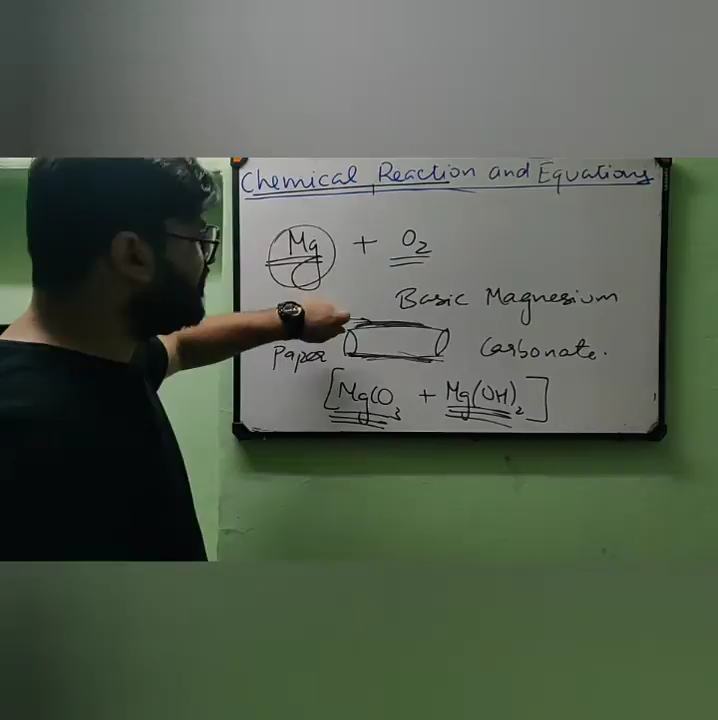 Chemical Reaction and Equations
Mg + O2
Basic Magnesium
Paper Carbonate.
[MgCO3 + Mg(OH)2]